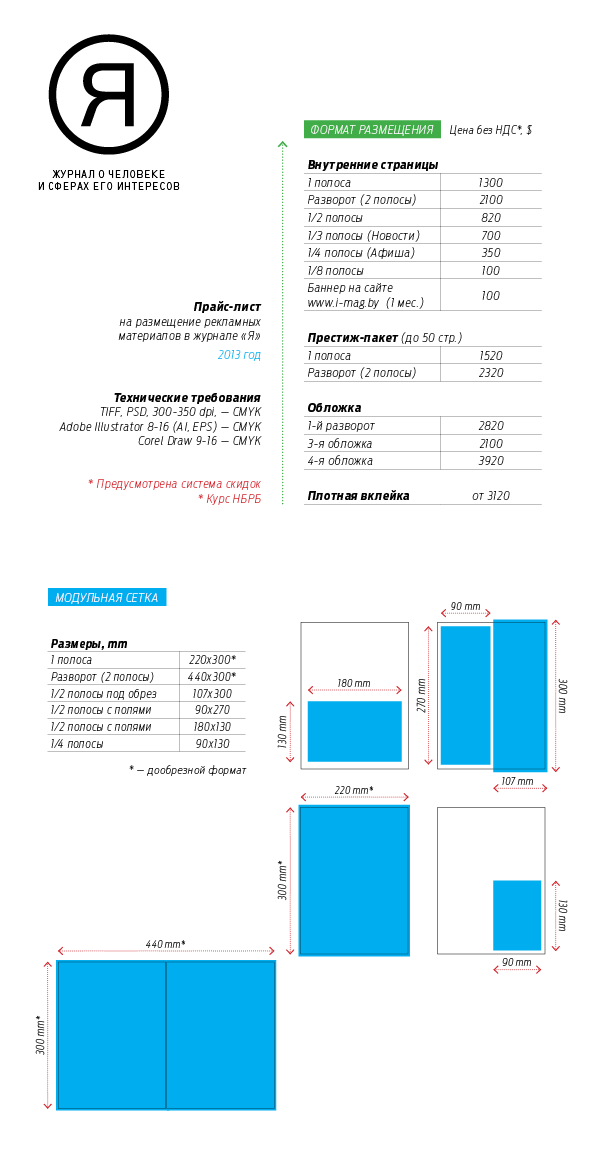 Я
ЖУРНАЛ О ЧЕЛОВЕКЕ
И СФЕРАХ ЕГО ИНТЕРЕСОВ
Прайс-лист
на размещение рекламных
материалов в журнале «Я»
2013 год
Технические требования
TIFF, PSD, 300-350 dpi, — CMYK
Adobe Illustrator 8-16 (AI, EPS) — CMYK
Corel Draw 9-16 — CMYK
* Предусмотрена система скидок
* Курс НБРБ
ФОРМАТ РАЗМЕЩЕНИЯ Цена без НДС*, $
Внутренние страницы
1 полоса 1300
Разворот (2 полосы) 2100
1/2 полосы 820
1/3 полосы (Новости) 700
1/4 полосы (Афиша) 350
1/8 полосы 100
Баннер на сайте
www.i-mag.by (1 мес.) 100
Престиж-пакет (до 50 стр.)
1 полоса 1520
Разворот (2 полосы) 2320
Обложка
1-й разворот 2820
3-я обложка 2100
4-я обложка 3920
Плотная вклейка от 3120
МОДУЛЬНАЯ СЕТКА
Размеры, mm
1 полоса 220x300*
Разворот (2 полосы) 440x300*
1/2 полосы под обрез 107x300
1/2 полосы с полями 90x270
1/2 полосы с полями 180x130
1/4 полосы 90x130
* — дообрезной формат
180 mm
130 mm
90 mm
270 mm
300 mm
107 mm
220 mm*
300 mm*
130 mm
90 mm
440 mm*
300 mm*